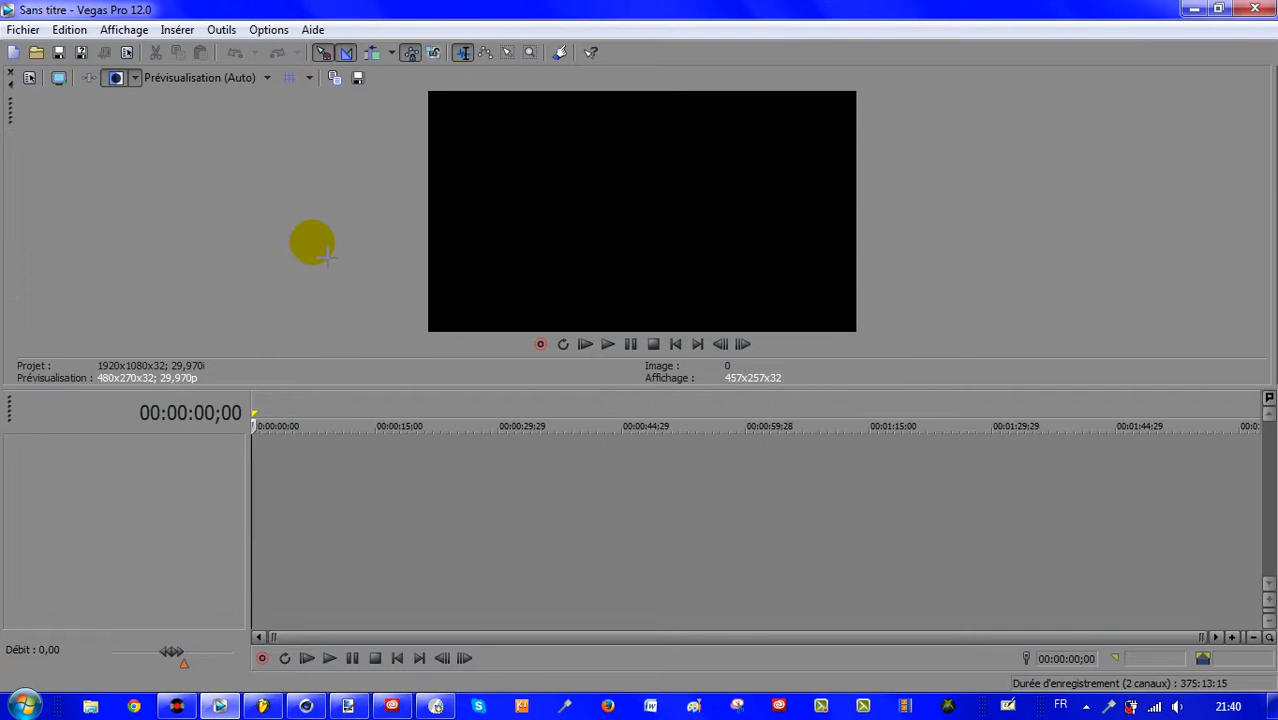 Sans titre - Vegas Pro 12.0
Fichier Edition Affichage Insérer Outils Options Aide
Prévisualisation (Auto)
Projet : 1920x1080x32; 29,970i Image : 0
Prévisualisation : 480x270x32; 29,970p Affichage : 457x257x32
00:00:00;00
0:00:00:00 00:00:15;00 00:00:29;29 00:00:44;29 00:00:59;28 00:01:15;00 00:01:29;29 00:01:44;29
Débit : 0,00
00:00:00;00
Durée d'enregistrement (2 canaux) : 375:13:15
FR 21:40